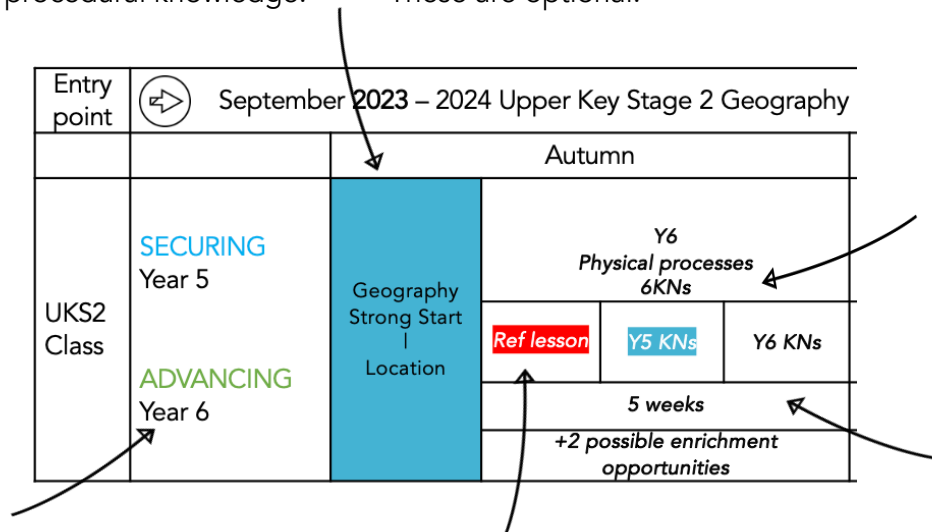 procedural knowledge. These are optional.
Entry
point
September 2023 – 2024 Upper Key Stage 2 Geography
Autumn
UKS2
Class
SECURING
Year 5
ADVANCING
Year 6
Geography
Strong Start
|
Location
Y6
Physical processes
6KNs
Ref lesson
Y5 KNs
Y6 KNs
5 weeks
+2 possible enrichment
opportunities